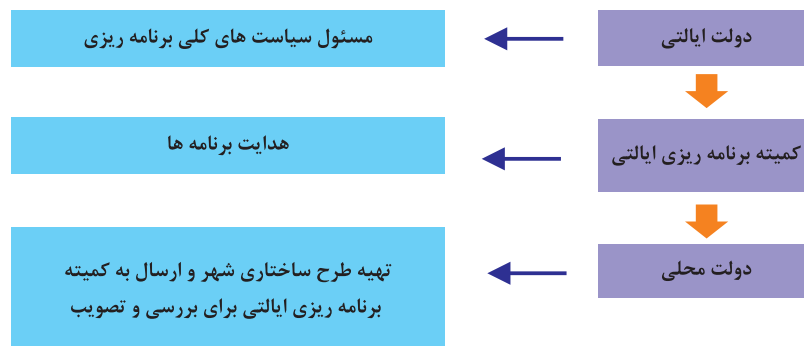 دولت ایالتی
مسئول سیاست های کلی برنامه ریزی
کمیته برنامه ریزی ایالتی
هدایت برنامه ها
دولت محلی
تهیه طرح ساختاری شهر و ارسال به کمیته
برنامه ریزی ایالتی برای بررسی و تصویب